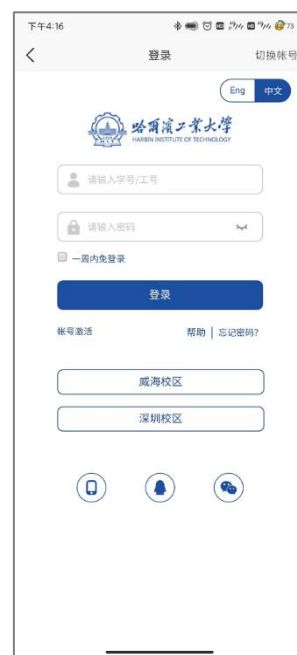 下午4:16
73
登录
切换帐号
Eng 中文
哈爾濱工業大學
HARBIN INSTITUTE OF TECHNOLOGY
请输入学号/工号
请输入密码
一周内免登录
登录
帐号激活
帮助 | 忘记密码?
威海校区
深圳校区